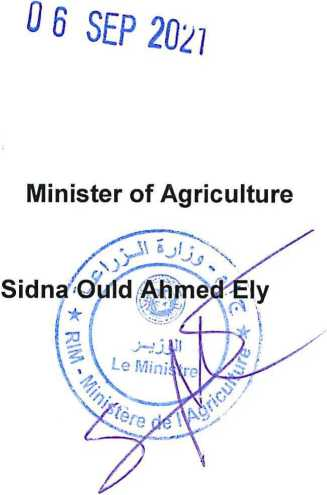 06 SEP 2021
Minister of Agriculture
Sidna Ould Ahmed Ely
وزارة الزراعة
الوزير
Le Ministre
RIM - Ministère de l'Agriculture